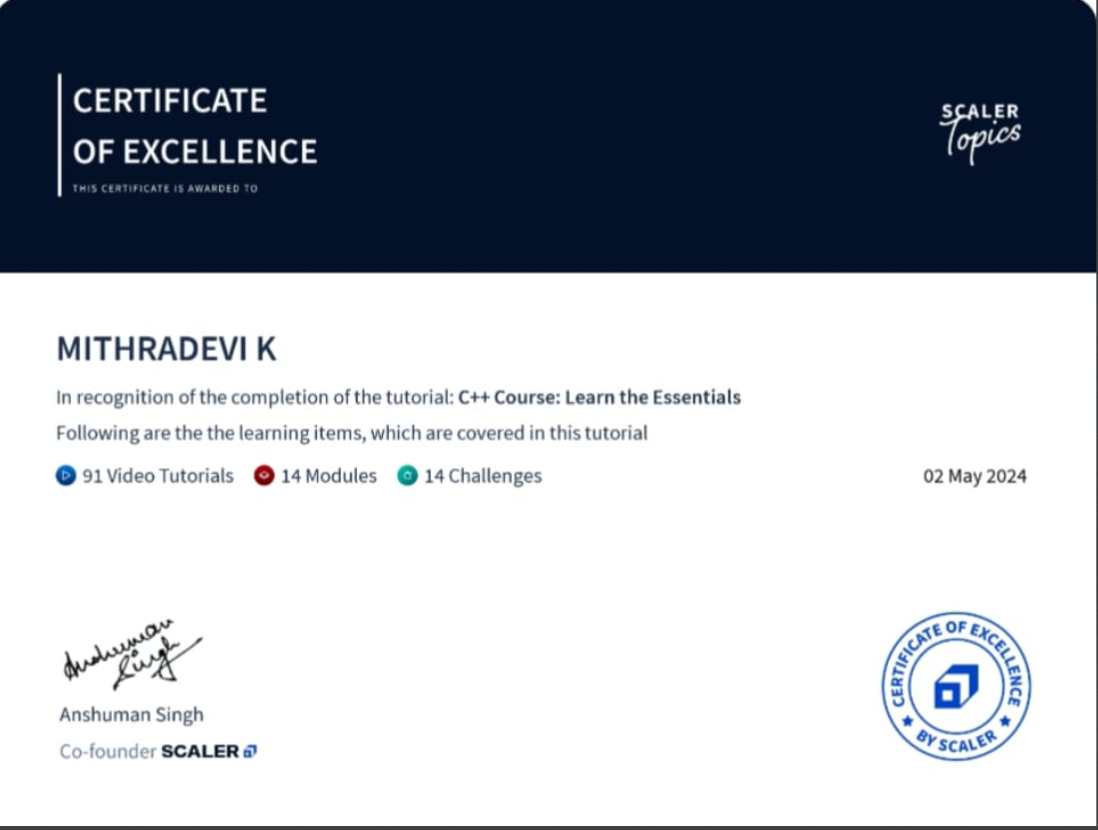 CERTIFICATE
OF EXCELLENCE
THIS CERTIFICATE IS AWARDED TO
SCALER
Topics
MITHRADEVI K
In recognition of the completion of the tutorial: C++ Course: Learn the Essentials
Following are the the learning items, which are covered in this tutorial
91 Video Tutorials 14 Modules 14 Challenges
02 May 2024
Anshuman
Singh
Anshuman Singh
Co-founder SCALER
CERTIFICATE OF EXCELLENCE
BY SCALER